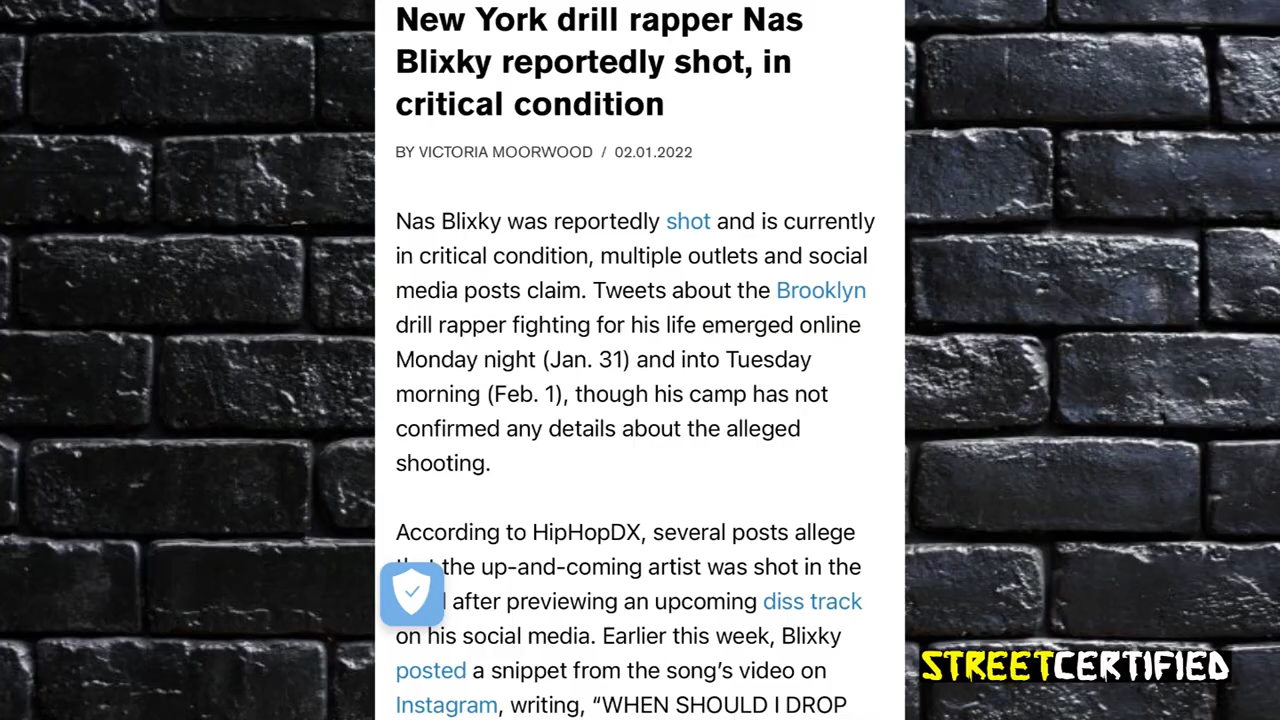 New York drill rapper Nas
Blixky reportedly shot, in
critical condition
BY VICTORIA MOORWOOD / 02.01.2022
Nas Blixky was reportedly shot and is currently
in critical condition, multiple outlets and social
media posts claim. Tweets about the Brooklyn
drill rapper fighting for his life emerged online
Monday night (Jan. 31) and into Tuesday
morning (Feb. 1), though his camp has not
confirmed any details about the alleged
shooting.
According to HipHopDX, several posts allege
the up-and-coming artist was shot in the
after previewing an upcoming diss track
on his social media. Earlier this week, Blixky
posted a snippet from the song's video on
Instagram, writing, “WHEN SHOULD I DROP
STREETCERTIFIED